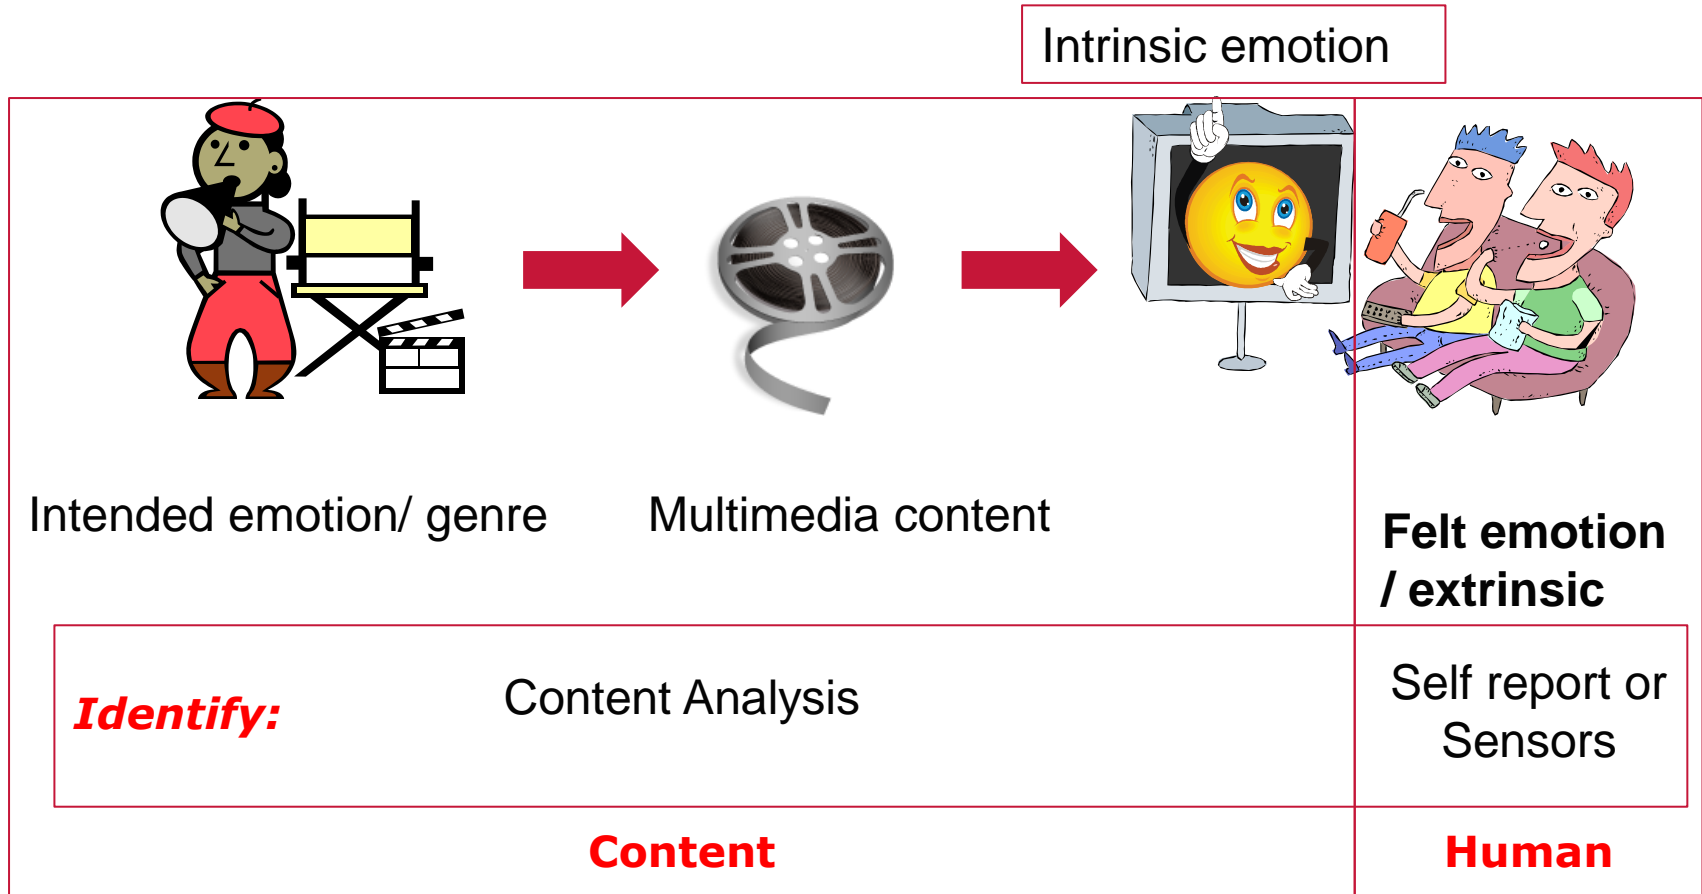 Intrinsic emotion
Intended emotion/ genre
Multimedia content
Felt emotion
/ extrinsic
Identify:
Content Analysis
Self report or
Sensors
Content
Human